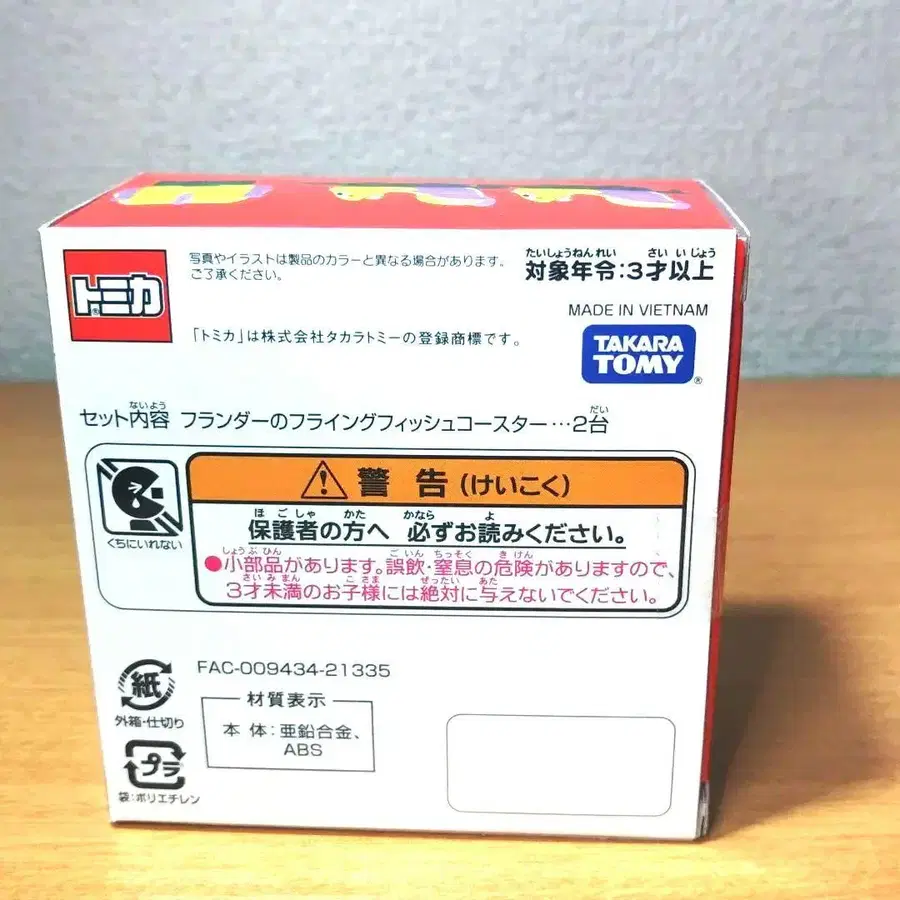 トミカ
写真やイラストは製品のカラーと異なる場合があります。
ご了承ください。
たいしょうねんれい さい いじょう
対象年令:3才以上
MADE IN VIETNAM
「トミカ」は株式会社タカラトミーの登録商標です。
TAKARA
TOMY
ないよう だい
セット内容 フランダーのフライングフィッシュコースター…2台
くちにいれない
警告(けいこく)
ほごしゃ かた かなら よ
保護者の方へ 必ずお読みください。
しょうぶひん ごいん ちっそく きけん
●小部品があります。誤飲・窒息の危険がありますので、
さいみまん こさま ぜったい あた
3才未満のお子様には絶対に与えないでください。
FAC-009434-21335
紙
外箱・仕切り
材質表示
本体:亜鉛合金、
ABS
プラ
袋:ポリエチレン